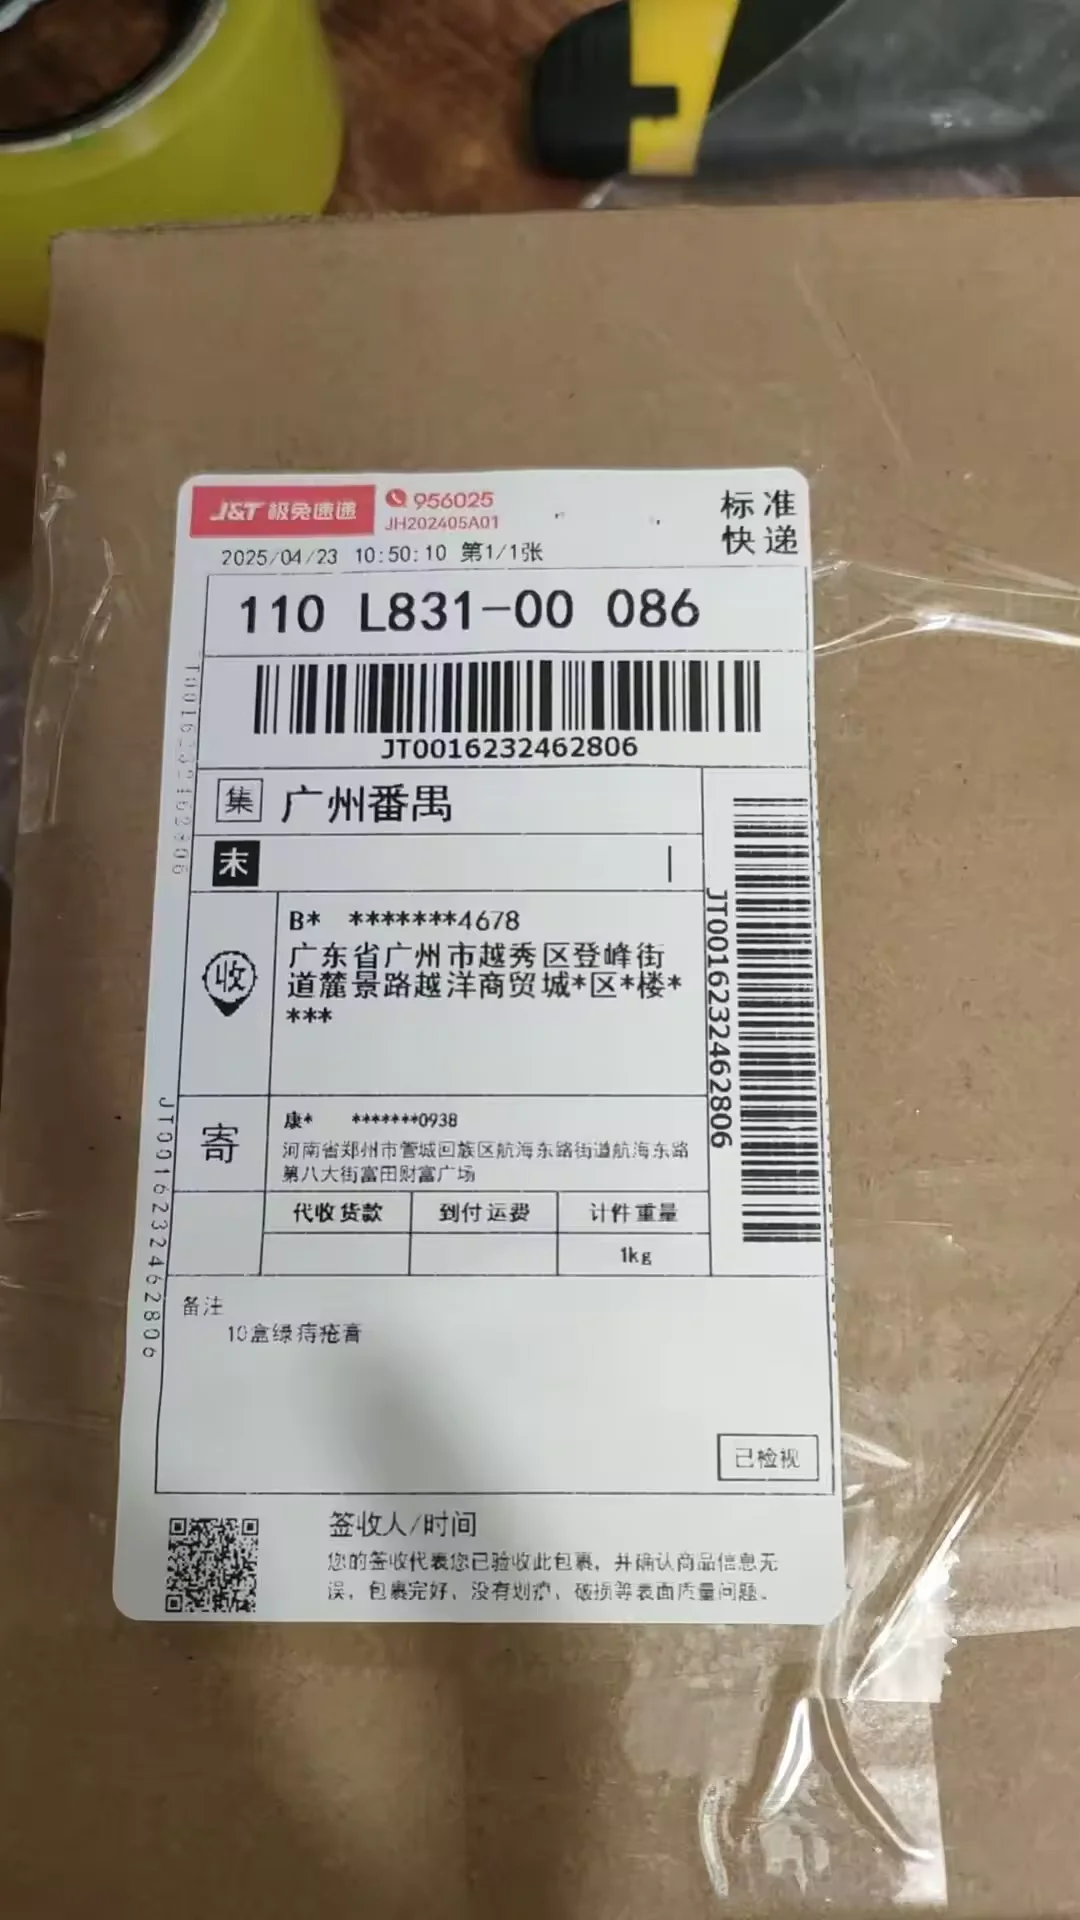 J&T 极兔速递
956025
JH202405A01
标准
快递
2025/04/23 10:50:10 第1/1张
110 L831-00 086
JT0016232462806
集 广州番禺
末
收
B* *******4678
广东省广州市越秀区登峰街
道麓景路越洋商贸城*区*楼*
***
JT0016232462806
寄
康* *******0938
河南省郑州市管城回族区航海东路街道航海东路
第八大街富田财富广场
代收货款 到付运费 计件重量
1kg
备注
10盒绿痔疮膏
已检视
签收人/时间
您的签收代表您已验收此包裹，并确认商品信息无
误，包裹完好、没有划痕、破损等表面质量问题。
T0016232462806
JT0016232462806